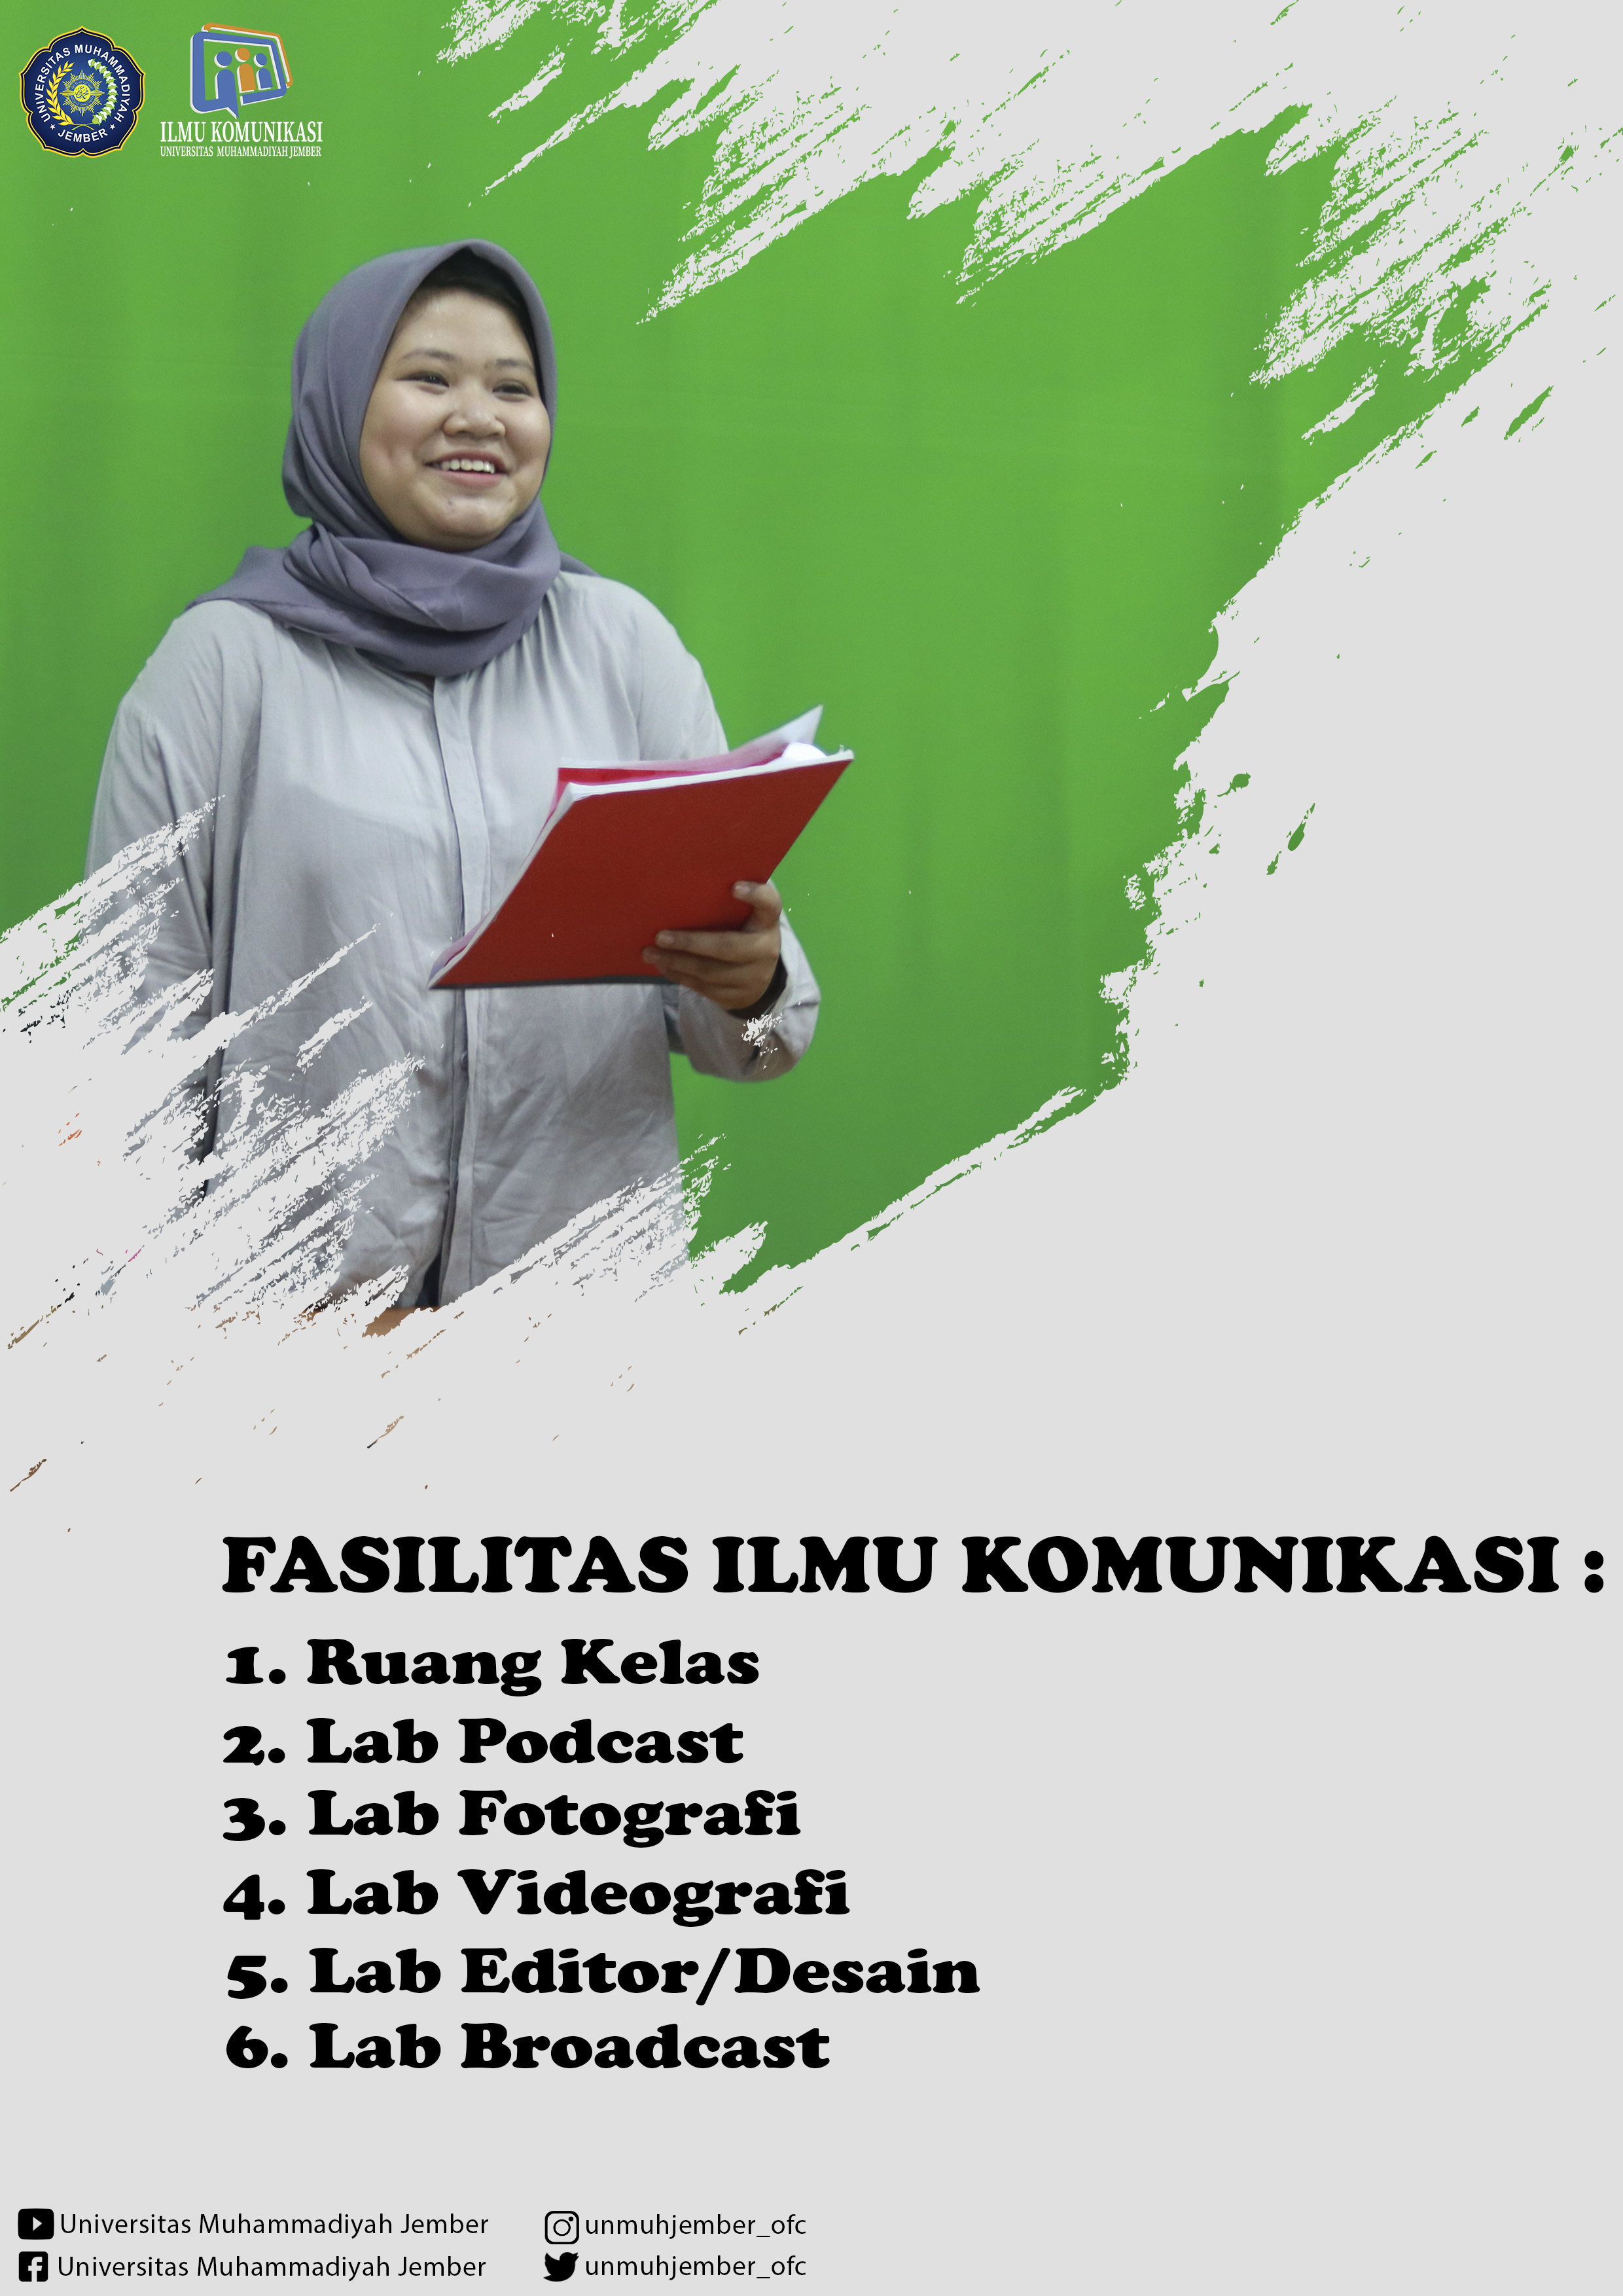 UNIVERSITAS MUHAMMADIYAH
JEMBER
ILMU KOMUNIKASI
UNIVERSITAS MUHAMMADIYAH JEMBER
FASILITAS ILMU KOMUNIKASI :
1. Ruang Kelas
2. Lab Podcast
3. Lab Fotografi
4. Lab Videografi
5. Lab Editor/Desain
6. Lab Broadcast
Universitas Muhammadiyah Jember
unmuhjember_ofc
Universitas Muhammadiyah Jember
unmuhjember_ofc